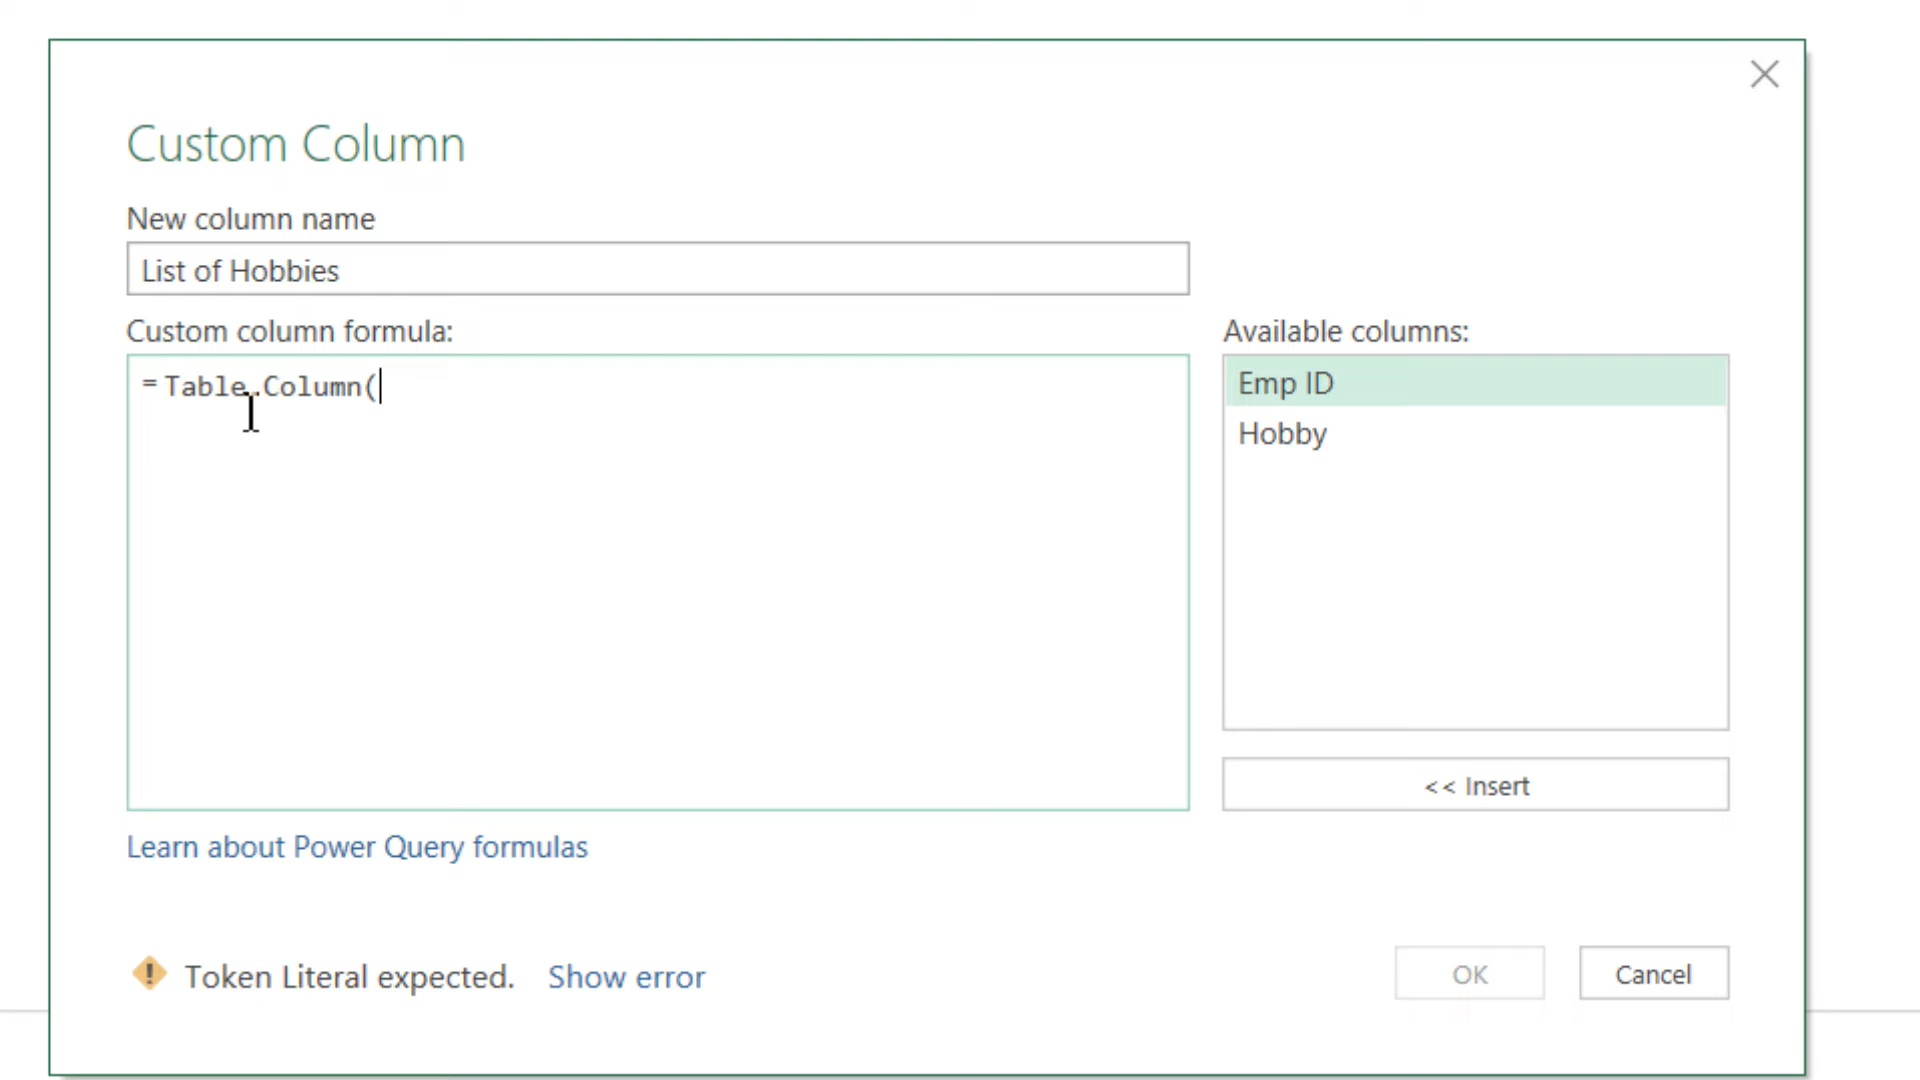 Custom Column
New column name
List of Hobbies
Custom column formula:
= Table.Column(
Available columns:
Emp ID
Hobby
<< Insert
Learn about Power Query formulas
! Token Literal expected. Show error
OK
Cancel